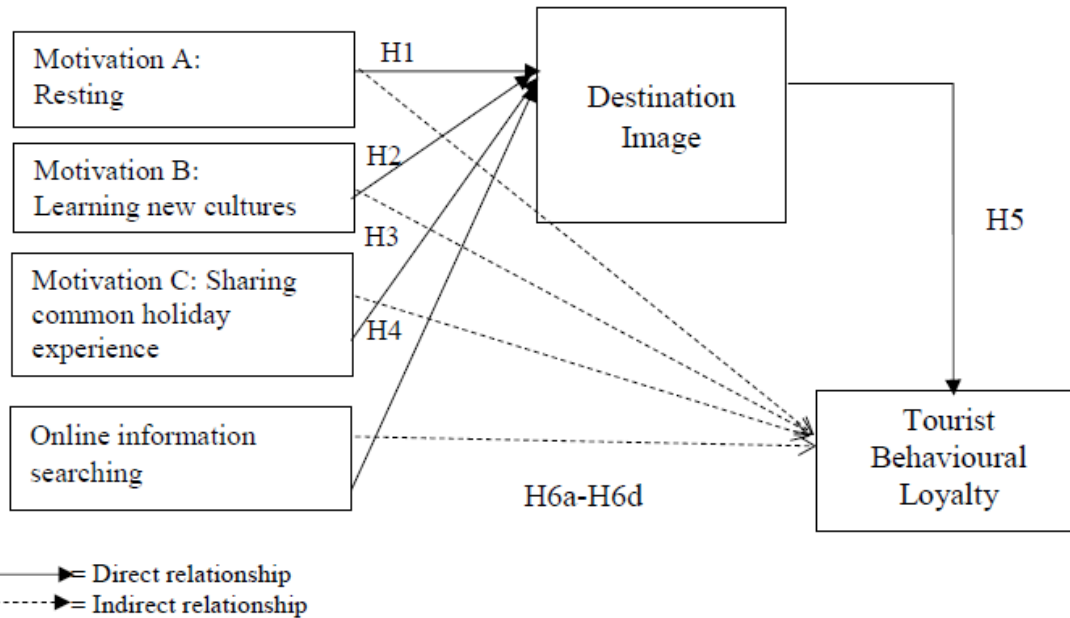 Motivation A:
Resting
H1
Destination
Image
Motivation B:
Learning new cultures
H2
H3
H5
Motivation C: Sharing
common holiday
experience
H4
Online information
searching
Tourist
Behavioural
Loyalty
H6a-H6d
= Direct relationship
= Indirect relationship